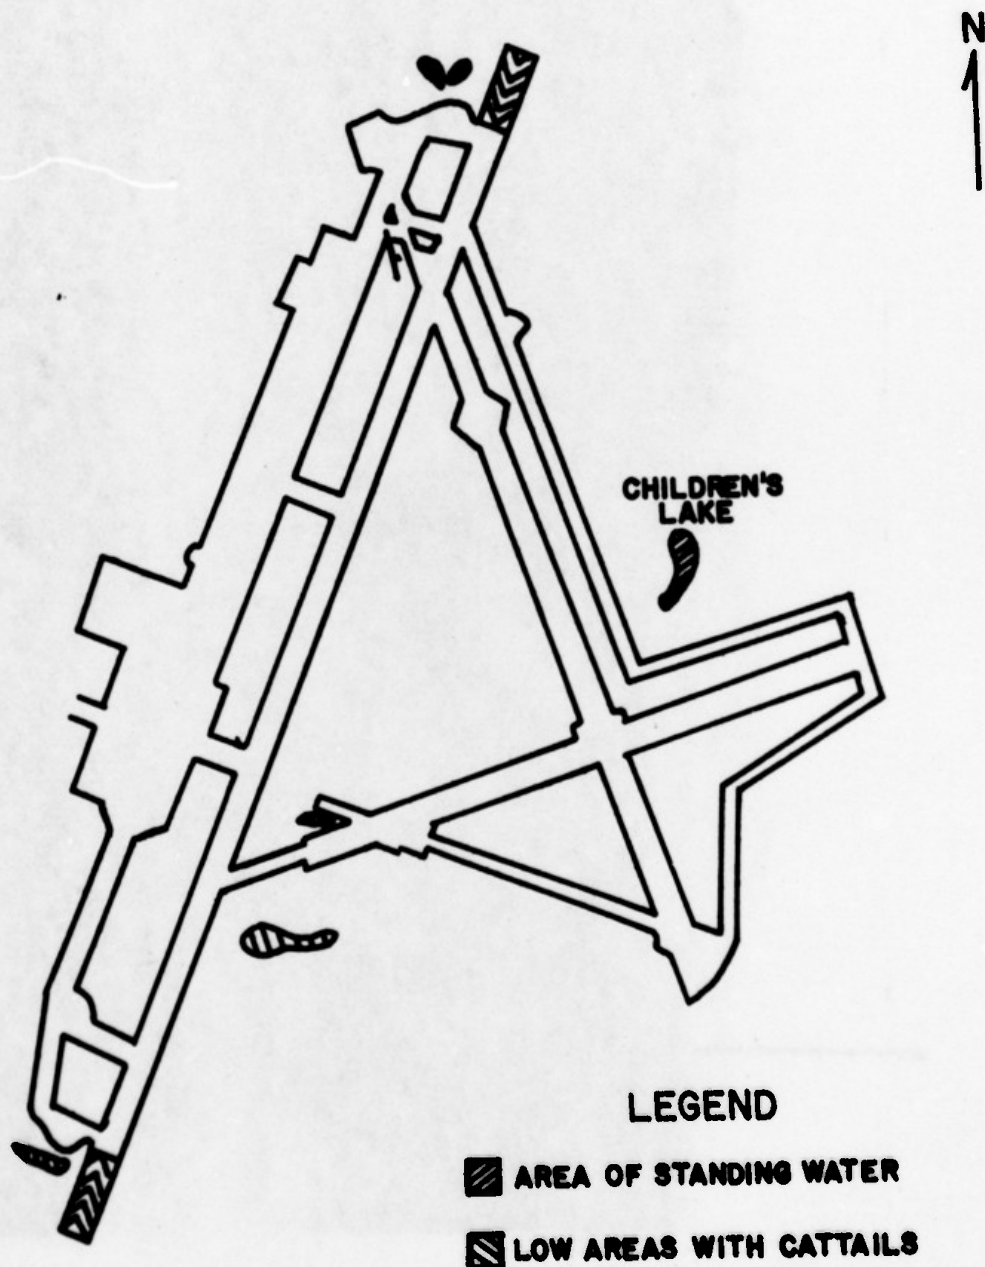 N
CHILDREN'S
LAKE
LEGEND
AREA OF STANDING WATER
LOW AREAS WITH CATTAILS